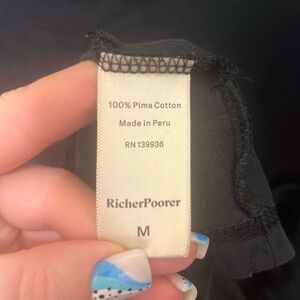 100% Pima Cotton
Made in Peru
RN 139936
RicherPoorer
M